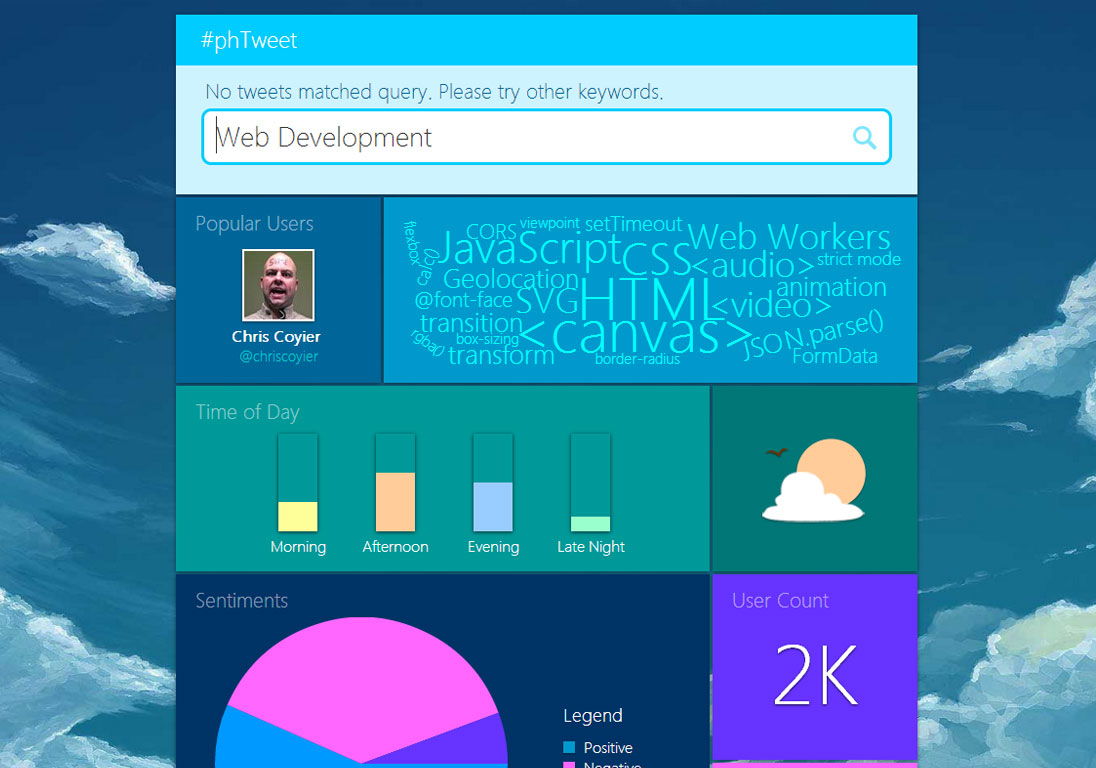 #phTweet
No tweets matched query. Please try other keywords.
Web Development
Popular Users
Chris Coyier
@chriscoyier
flexbox
CORS
viewpoint
setTimeout
JavaScript
CSS
Web Workers
calc()
Geolocation
<audio>
strict mode
@font-face
SVG
HTML
<video>
animation
transition
<canvas>
JSON.parse()
rgba()
box-sizing
transform
border-radius
FormData
Time of Day
Morning Afternoon Evening Late Night
Sentiments
User Count
2K
Legend
Positive
Negative